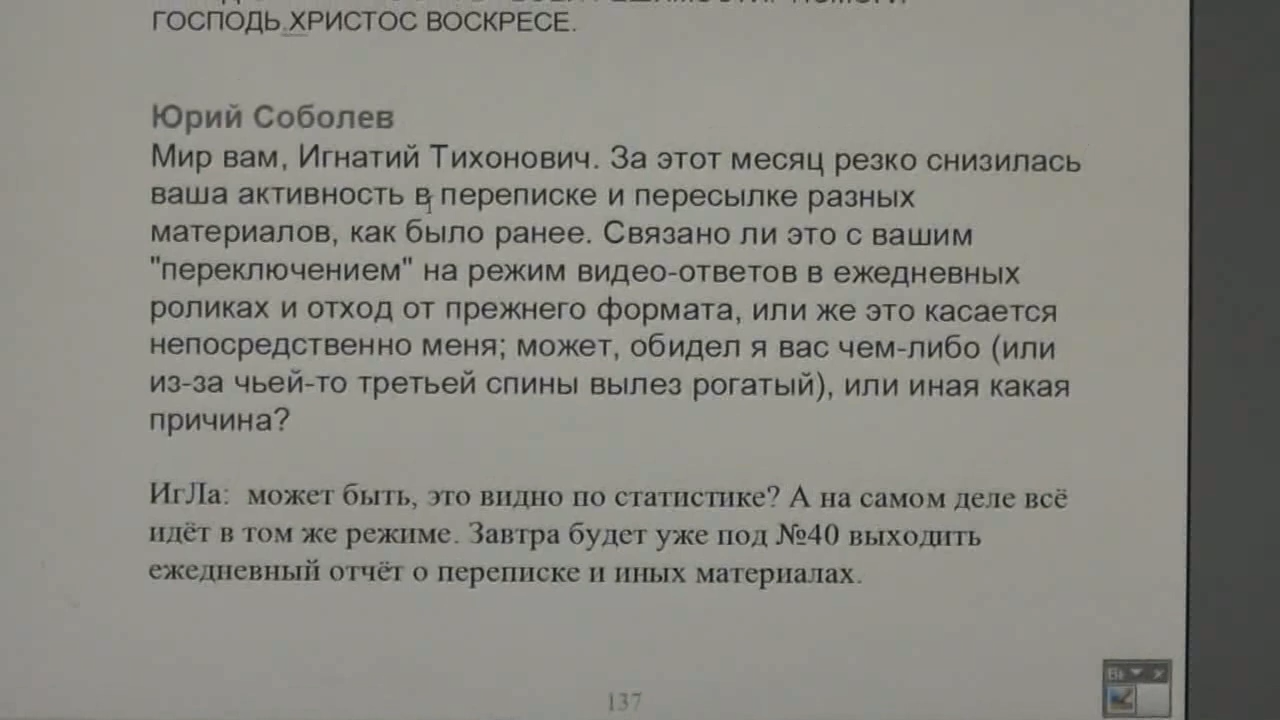 ГОСПОДЬ.ХРИСТОС ВОСКРЕСЕ.
Юрий Соболев
Мир вам, Игнатий Тихонович. За этот месяц резко снизилась
ваша активность в переписке и пересылке разных
материалов, как было ранее. Связано ли это с вашим
"переключением" на режим видео-ответов в ежедневных
роликах и отход от прежнего формата, или же это касается
непосредственно меня; может, обидел я вас чем-либо (или
из-за чьей-то третьей спины вылез рогатый), или иная какая
причина?
ИгЛа:  может быть, это видно по статистике? А на самом деле всё
идёт в том же режиме. Завтра будет уже под №40 выходить
ежедневный отчёт о переписке и иных материалах.
137